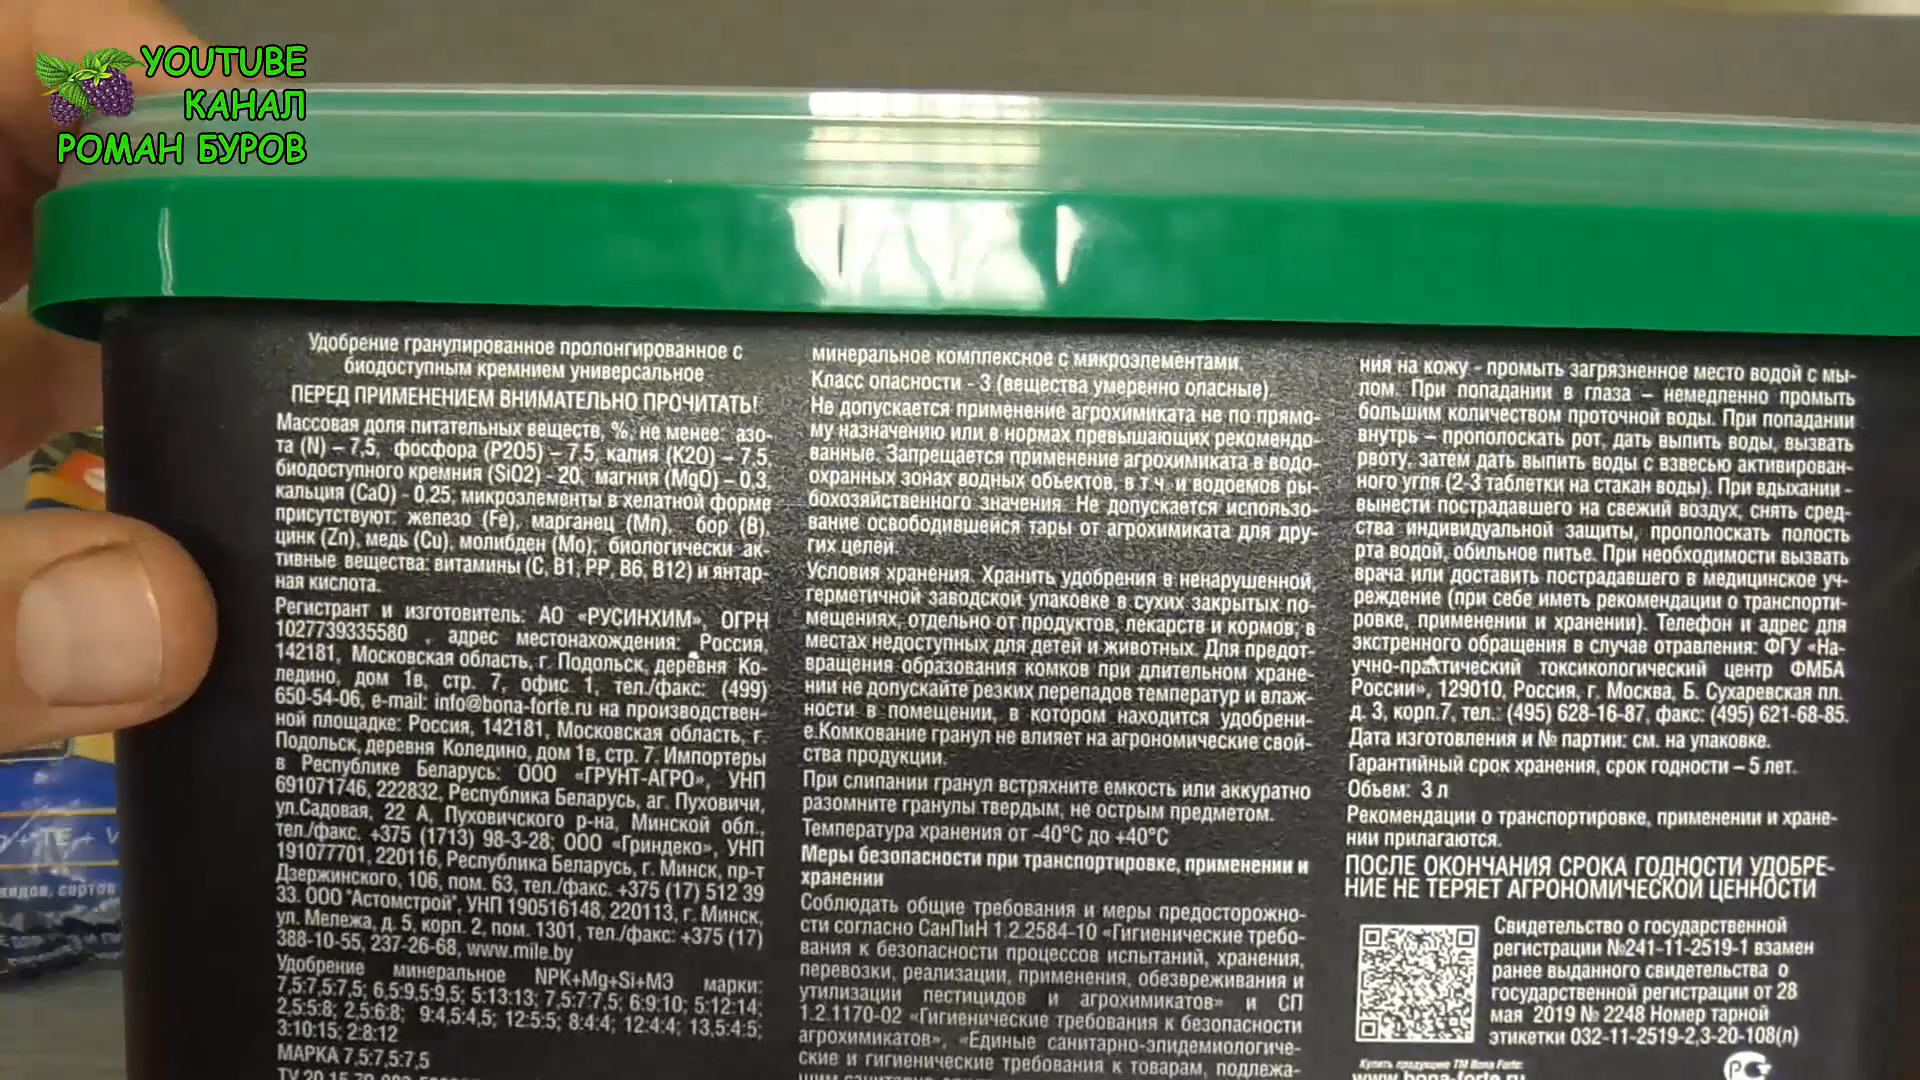 YOUTUBE
КАНАЛ
РОМАН БУРОВ
Удобрение гранулированное пролонгированное с
биодоступным кремнием универсальное
ПЕРЕД ПРИМЕНЕНИЕМ ВНИМАТЕЛЬНО ПРОЧИТАТЬ!
Массовая доля питательных веществ, %, не менее: азо-
та (N) – 7,5, фосфора (P2O5) – 7,5, калия (K2O) – 7,5,
биодоступного кремния (SiO2) - 20, магния (MgO) – 0,3,
кальция (CaO) - 0,25; микроэлементы в хелатной форме
присутствуют: железо (Fe), марганец (Mn), бор (B),
цинк (Zn), медь (Cu), молибден (Mo); биологически ак-
тивные вещества: витамины (C, B1, PP, B6, B12) и янтар-
ная кислота.
Регистрант и изготовитель: АО «РУСИНХИМ», ОГРН
1027739335580 , адрес местонахождения: Россия,
142181, Московская область, г. Подольск, деревня Ко-
ледино, дом 1в, стр. 7, офис 1, тел./факс: (499)
650-54-06, e-mail: info@bona-forte.ru на производствен-
ной площадке: Россия, 142181, Московская область, г.
Подольск, деревня Коледино, дом 1в, стр. 7. Импортеры
в Республике Беларусь: ООО «ГРУНТ-АГРО», УНП
691071746, 222832, Республика Беларусь, аг. Пуховичи,
ул.Садовая, 22 А, Пуховичского р-на, Минской обл.,
тел./факс. +375 (1713) 98-3-28; ООО «Гриндеко», УНП
191077701, 220116, Республика Беларусь, г. Минск, пр-т
Дзержинского, 106, пом. 63, тел./факс. +375 (17) 512 39
33. ООО "Астомстрой", УНП 190516148, 220113, г. Минск,
ул. Мележа, д. 5, корп. 2, пом. 1301, тел./факс: +375 (17)
388-10-55, 237-26-68, www.mile.by
Удобрение минеральное NPK+Mg+Si+МЭ марки:
7,5:7,5:7,5; 6,5:9,5:9,5; 5:13:13; 7,5:7:7,5; 6:9:10; 5:12:14;
2,5:5:8; 2,5:6:8; 9:4,5:4,5; 12:5:5; 8:4:4; 12:4:4; 13,5:4:5;
3:10:15; 2:8:12
МАРКА 7,5:7,5:7,5
минеральное комплексное с микроэлементами.
Класс опасности - 3 (вещества умеренно опасные)
Не допускается применение агрохимиката не по прямо-
му назначению или в нормах превышающих рекомендо-
ванные. Запрещается применение агрохимиката в водо-
охранных зонах водных объектов, в т.ч. и водоемов ры-
бохозяйственного значения. Не допускается использо-
вание освободившейся тары от агрохимиката для дру-
гих целей.
Условия хранения. Хранить удобрения в ненарушенной,
герметичной заводской упаковке в сухих закрытых по-
мещениях, отдельно от продуктов, лекарств и кормов, в
местах недоступных для детей и животных. Для предот-
вращения образования комков при длительном хране-
нии не допускайте резких перепадов температур и влаж-
ности в помещении, в котором находится удобрени-
е.Комкование гранул не влияет на агрономические свой-
ства продукции.
При слипании гранул встряхните емкость или аккуратно
разомните гранулы твердым, не острым предметом.
Температура хранения от -40°C до +40°C
Меры безопасности при транспортировке, применении и
хранении
Соблюдать общие требования и меры предосторожно-
сти согласно СанПиН 1.2.2584-10 «Гигиенические требо-
вания к безопасности процессов испытаний, хранения,
перевозки, реализации, применения, обезвреживания и
утилизации пестицидов и агрохимикатов» и СП
1.2.1170-02 «Гигиенические требования к безопасности
агрохимикатов», «Единые санитарно-эпидемиологиче-
ские и гигиенические требования к товарам, подлежа-
ния на кожу - промыть загрязненное место водой с мы-
лом. При попадании в глаза – немедленно промыть
большим количеством проточной воды. При попадании
внутрь – прополоскать рот, дать выпить воды, вызвать
рвоту, затем дать выпить воды с взвесью активирован-
ного угля (2-3 таблетки на стакан воды). При вдыхании -
вынести пострадавшего на свежий воздух, снять сред-
ства индивидуальной защиты, прополоскать полость
рта водой, обильное питье. При необходимости вызвать
врача или доставить пострадавшего в медицинское уч-
реждение (при себе иметь рекомендации о транспорти-
ровке, применении и хранении). Телефон и адрес для
экстренного обращения в случае отравления: ФГУ «На-
учно-практический токсикологический центр ФМБА
России», 129010, Россия, г. Москва, Б. Сухаревская пл.
д. 3, корп.7, тел.: (495) 628-16-87, факс: (495) 621-68-85.
Дата изготовления и № партии: см. на упаковке.
Гарантийный срок хранения, срок годности – 5 лет.
Объем: 3 л
Рекомендации о транспортировке, применении и хране-
нии прилагаются.
ПОСЛЕ ОКОНЧАНИЯ СРОКА ГОДНОСТИ УДОБРЕ-
НИЕ НЕ ТЕРЯЕТ АГРОНОМИЧЕСКОЙ ЦЕННОСТИ
Свидетельство о государственной
регистрации №241-11-2519-1 взамен
ранее выданного свидетельства о
государственной регистрации от 28
мая 2019 № 2248 Номер тарной
этикетки 032-11-2519-2,3-20-108(л)
Купить продукцию TM Bona Forte:
www.bona-forte.ru